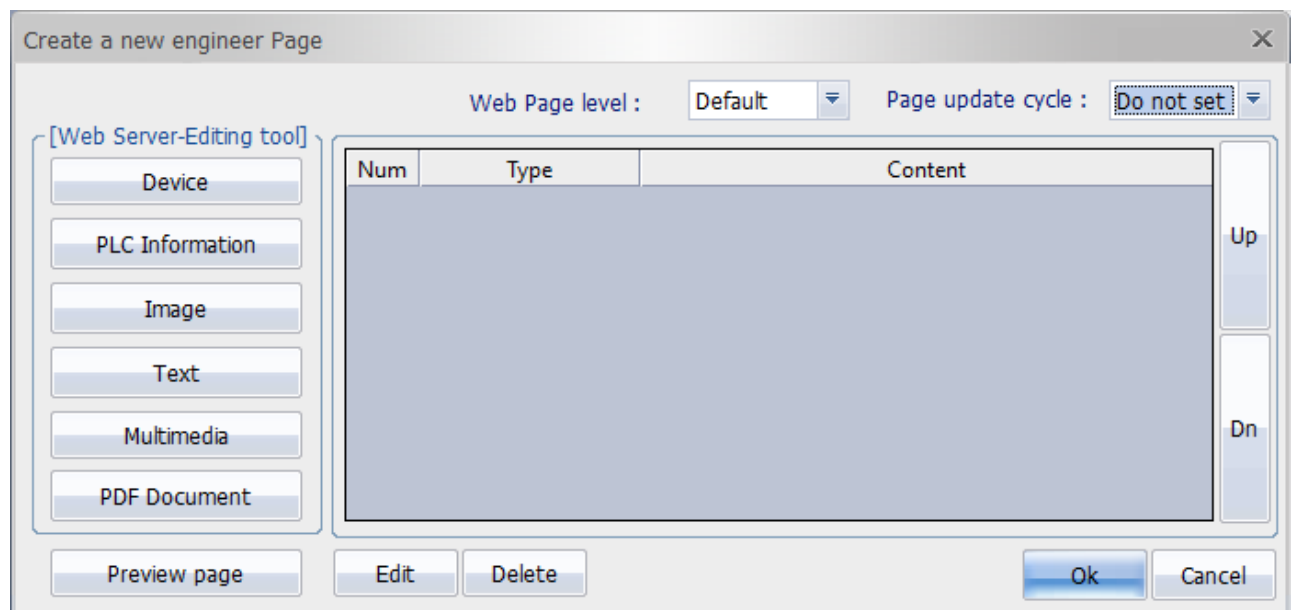 Create a new engineer Page
Web Page level : Default Page update cycle : Do not set
[Web Server-Editing tool]
Device
PLC Information
Image
Text
Multimedia
PDF Document
Num Type Content
Up
Dn
Preview page Edit Delete Ok Cancel